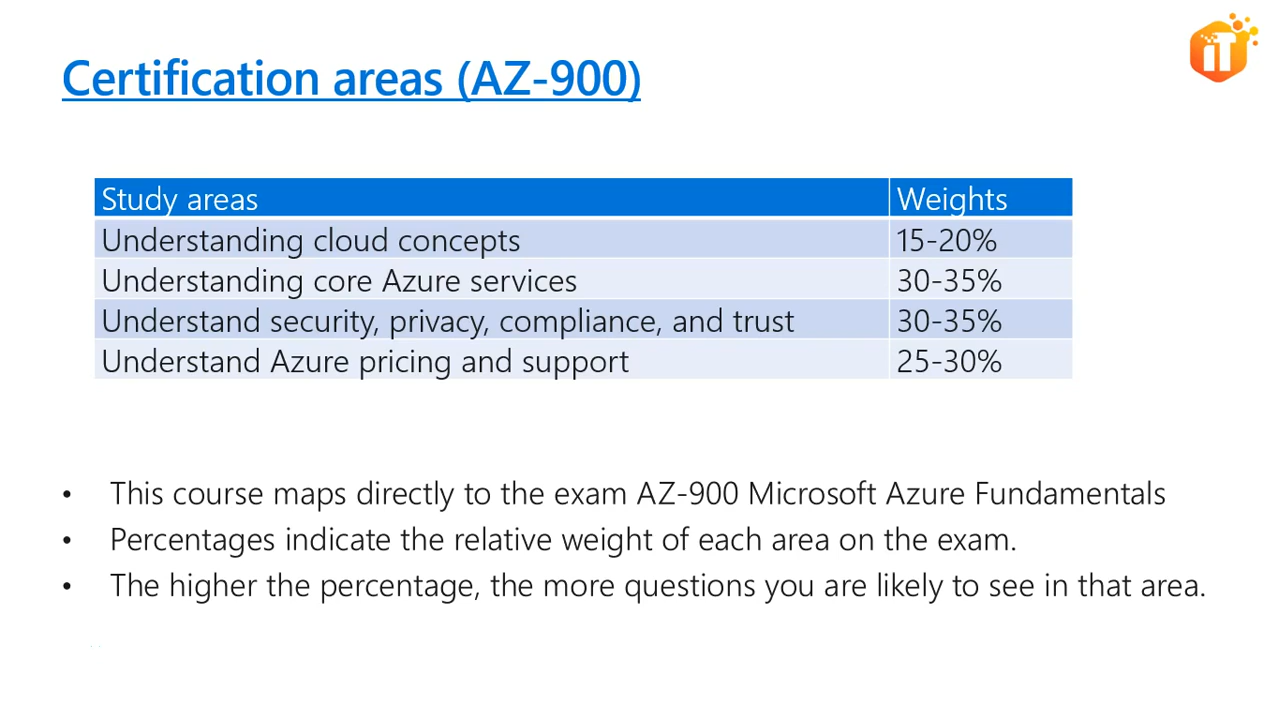 Certification areas (AZ-900)
iT
Study areas Weights
Understanding cloud concepts 15-20%
Understanding core Azure services 30-35%
Understand security, privacy, compliance, and trust 30-35%
Understand Azure pricing and support 25-30%
• This course maps directly to the exam AZ-900 Microsoft Azure Fundamentals
• Percentages indicate the relative weight of each area on the exam.
• The higher the percentage, the more questions you are likely to see in that area.